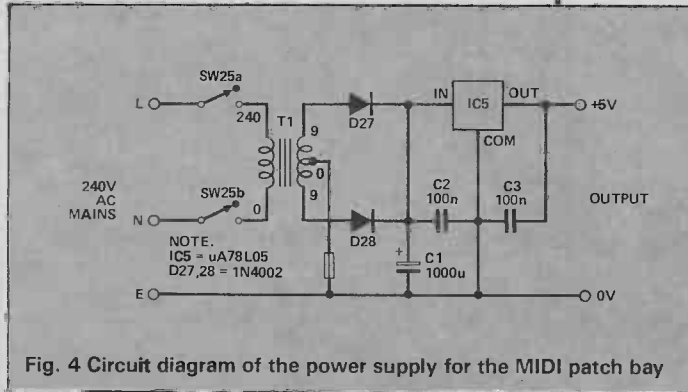 SW25a
L
240
T1
9
0
9
D27
IN
IC5
OUT
+5V
COM
C2
100n
C3
100n
240V
AC
MAINS
OUTPUT
SW25b
N
0
D28
NOTE.
IC5 = uA78L05
D27,28 = 1N4002
+
C1
1000u
E
0V
Fig. 4 Circuit diagram of the power supply for the MIDI patch bay